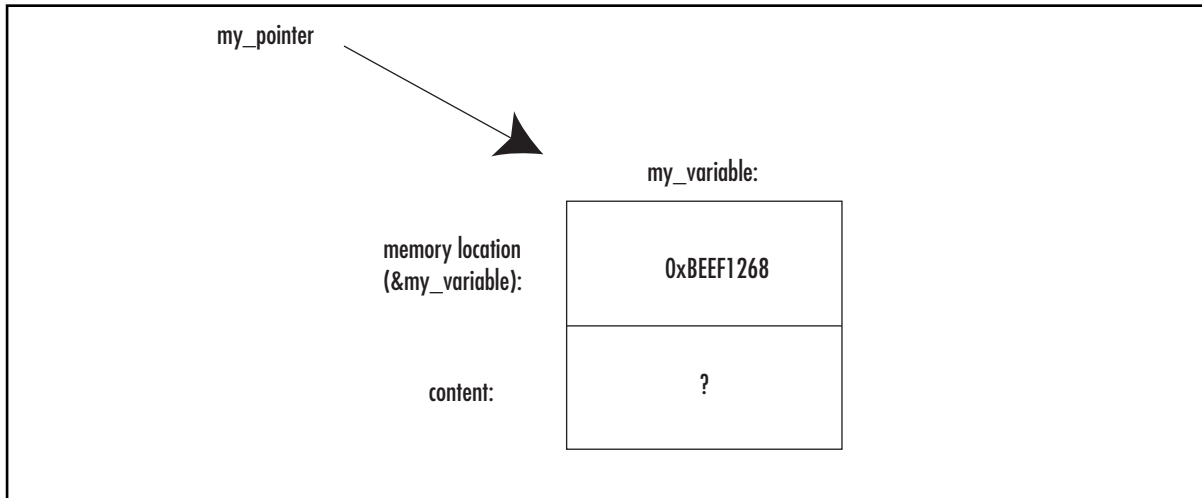 my_pointer
my_variable:
memory location
(&my_variable):
0xBEEF1268
content:
?